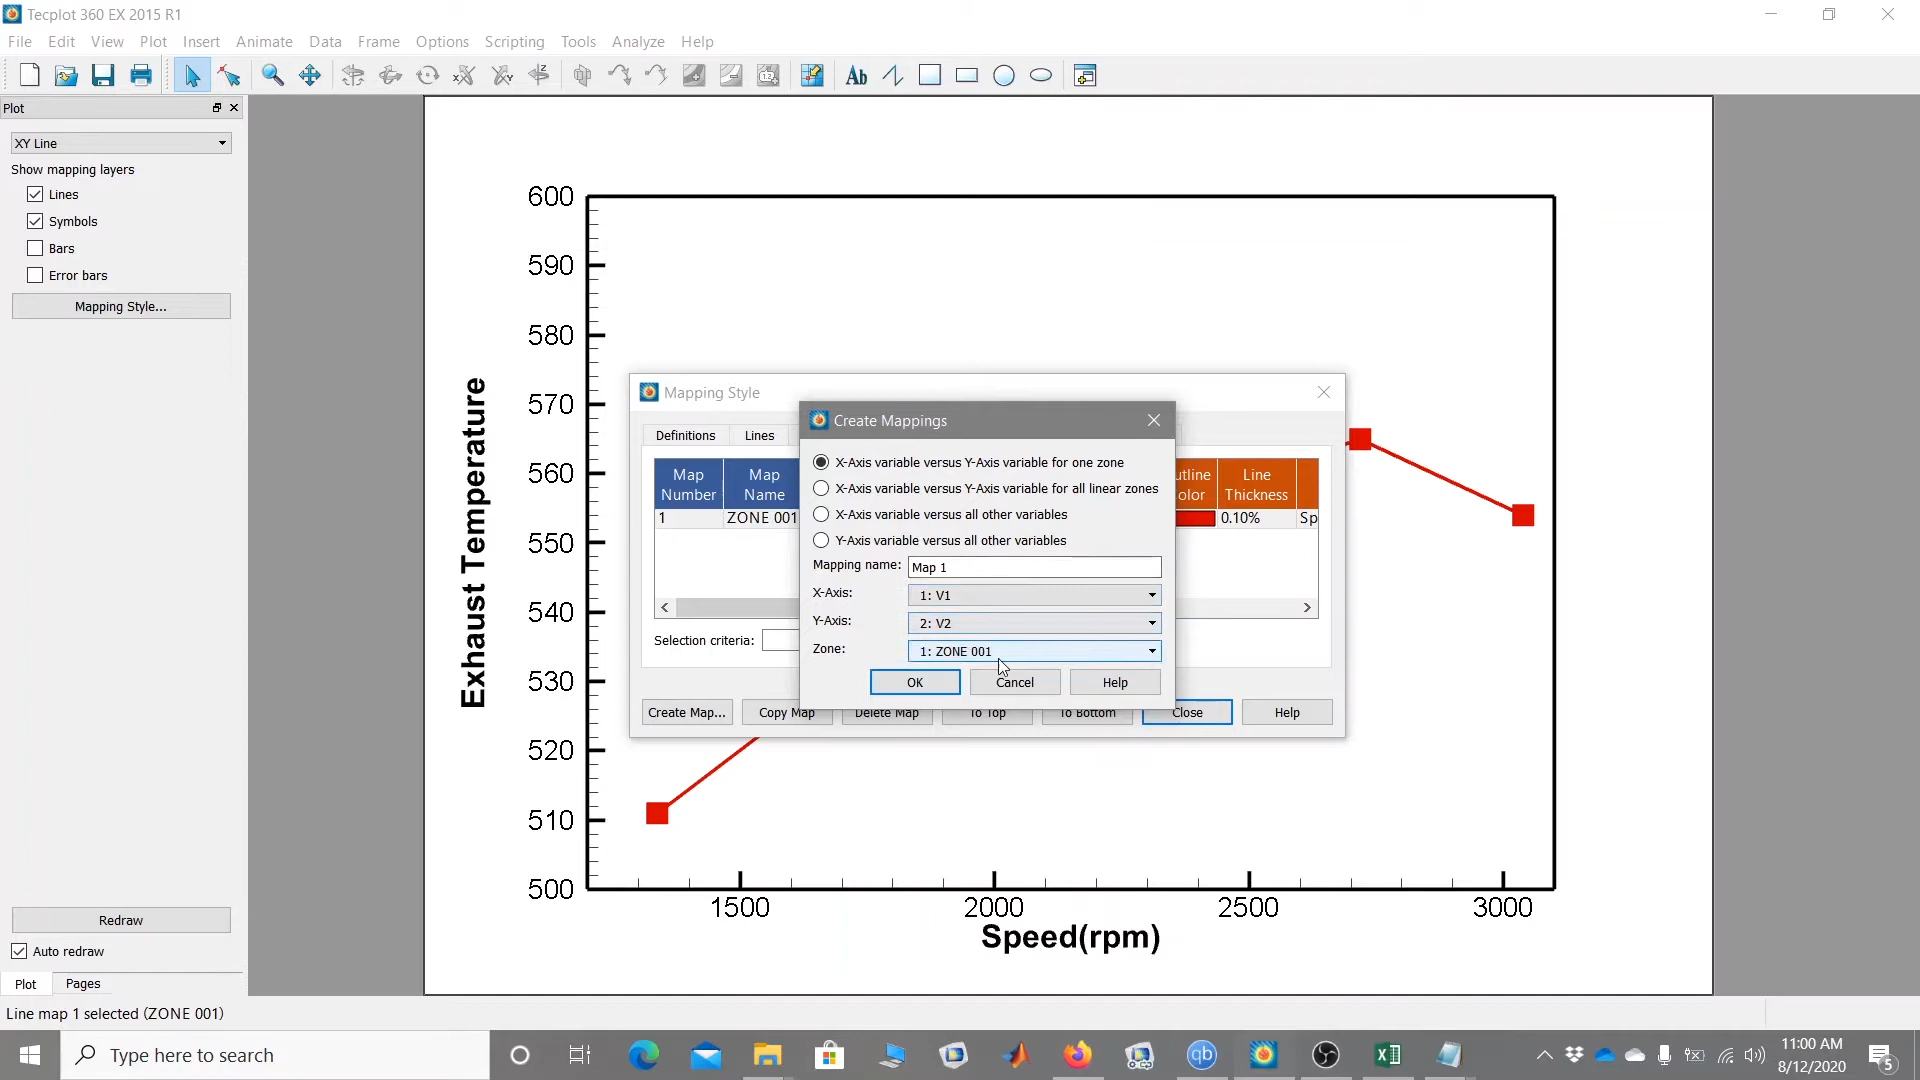 Tecplot 360 EX 2015 R1
File Edit View Plot Insert Animate Data Frame Options Scripting Tools Analyze Help
Plot
XY Line
Show mapping layers
Lines
Symbols
Bars
Error bars
Mapping Style...
Redraw
Auto redraw
Plot Pages
Line map 1 selected (ZONE 001)
Exhaust Temperature
600
590
580
570
560
550
540
530
520
510
500
1500 2000 2500 3000
Speed(rpm)
Mapping Style
Definitions Lines
Map Number
Map Name
utline olor
Line Thickness
1 ZONE 001 0.10% Sp
Selection criteria:
Create Map... Copy Map Delete Map To Top To Bottom Close Help
Create Mappings
X-Axis variable versus Y-Axis variable for one zone
X-Axis variable versus Y-Axis variable for all linear zones
X-Axis variable versus all other variables
Y-Axis variable versus all other variables
Mapping name: Map 1
X-Axis: 1: V1
Y-Axis: 2: V2
Zone: 1: ZONE 001
OK Cancel Help
Type here to search
qb
11:00 AM
8/12/2020
5